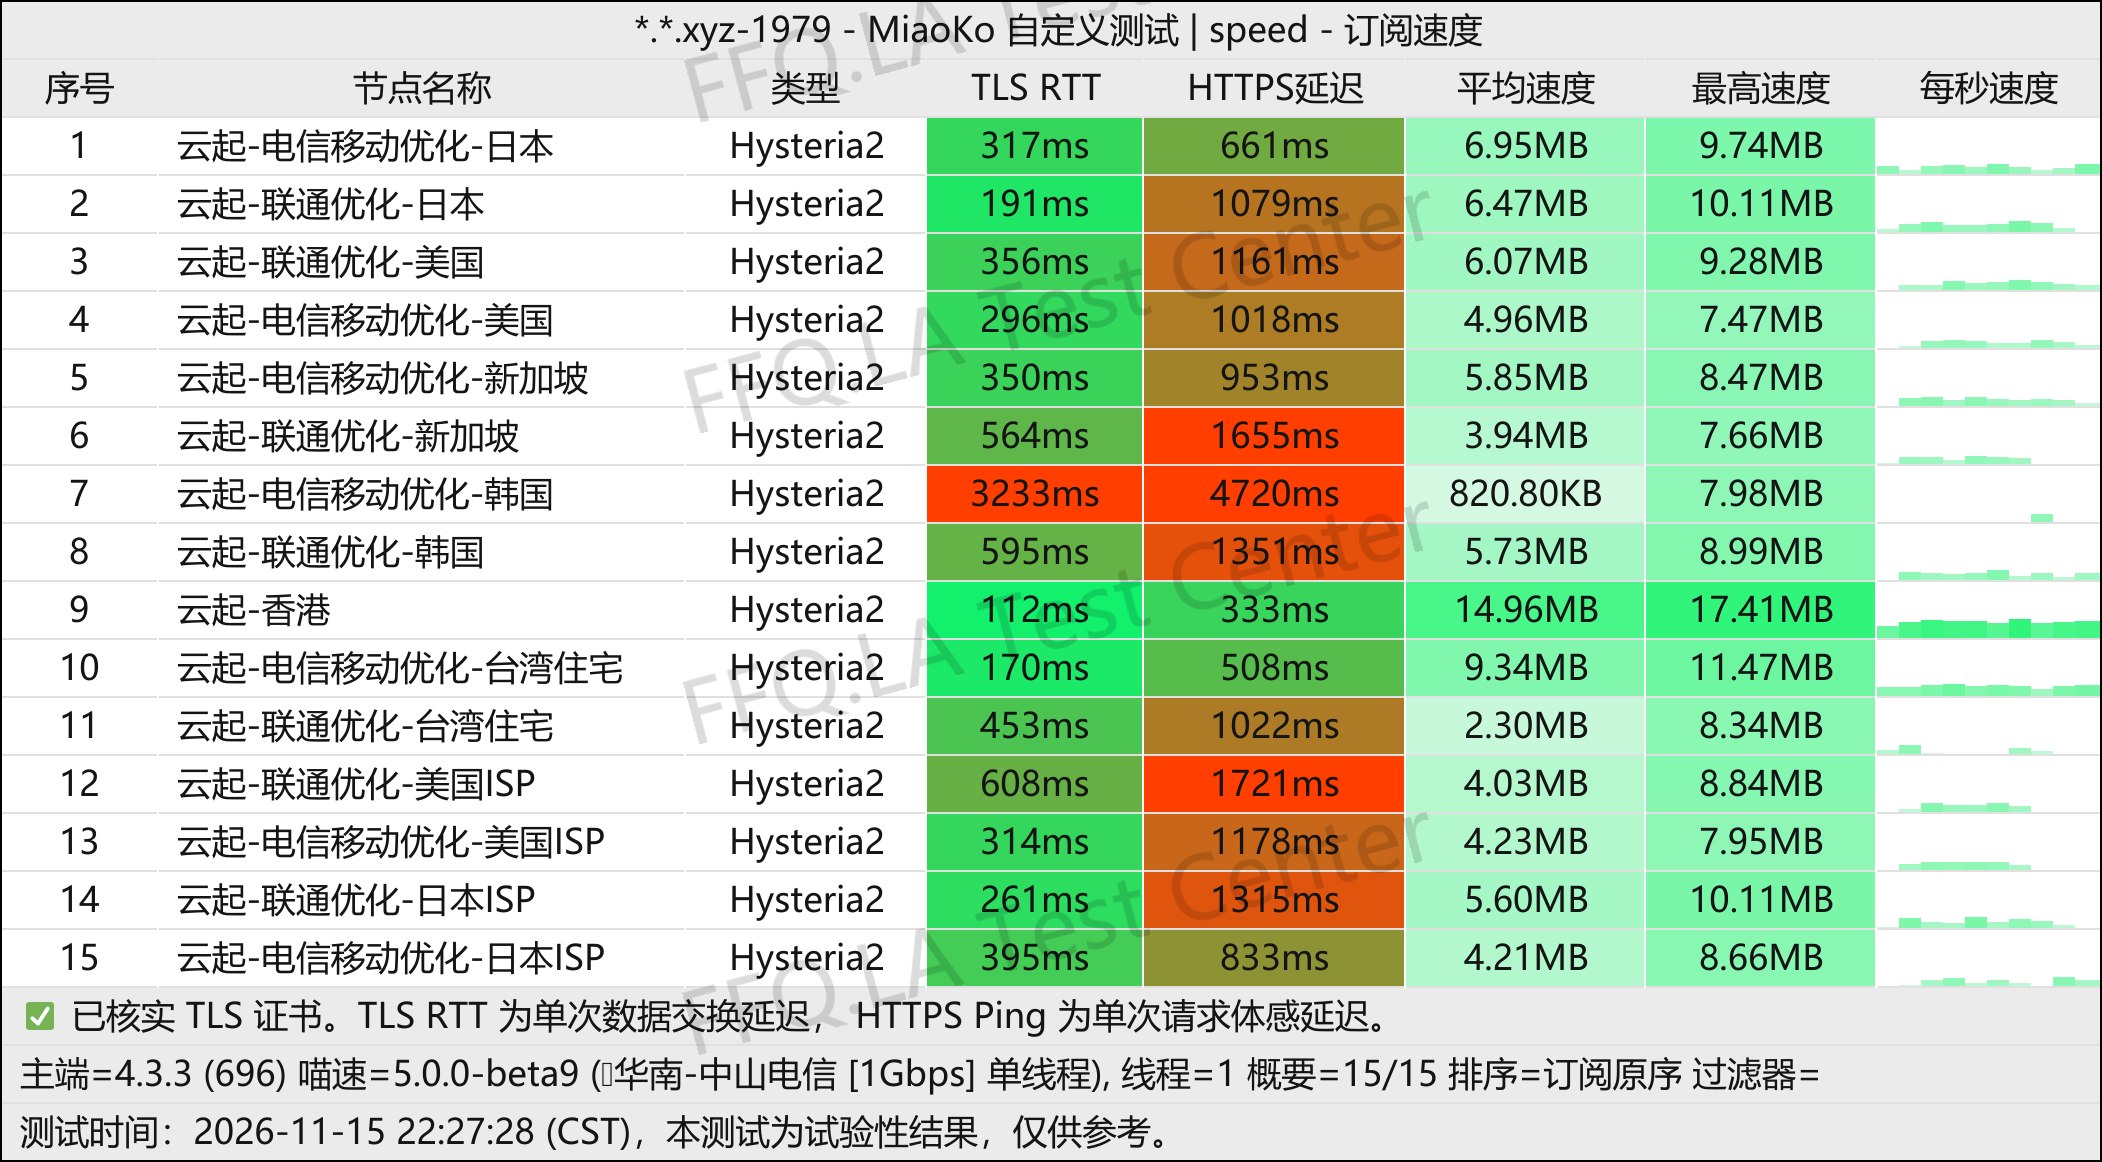 *.*.xyz-1979 - MiaoKo 自定义测试 | speed - 订阅速度
序号 节点名称 类型 TLS RTT HTTPS延迟 平均速度 最高速度 每秒速度
1 云起-电信移动优化-日本 Hysteria2 317ms 661ms 6.95MB 9.74MB
2 云起-联通优化-日本 Hysteria2 191ms 1079ms 6.47MB 10.11MB
3 云起-联通优化-美国 Hysteria2 356ms 1161ms 6.07MB 9.28MB
4 云起-电信移动优化-美国 Hysteria2 296ms 1018ms 4.96MB 7.47MB
5 云起-电信移动优化-新加坡 Hysteria2 350ms 953ms 5.85MB 8.47MB
6 云起-联通优化-新加坡 Hysteria2 564ms 1655ms 3.94MB 7.66MB
7 云起-电信移动优化-韩国 Hysteria2 3233ms 4720ms 820.80KB 7.98MB
8 云起-联通优化-韩国 Hysteria2 595ms 1351ms 5.73MB 8.99MB
9 云起-香港 Hysteria2 112ms 333ms 14.96MB 17.41MB
10 云起-电信移动优化-台湾住宅 Hysteria2 170ms 508ms 9.34MB 11.47MB
11 云起-联通优化-台湾住宅 Hysteria2 453ms 1022ms 2.30MB 8.34MB
12 云起-联通优化-美国ISP Hysteria2 608ms 1721ms 4.03MB 8.84MB
13 云起-电信移动优化-美国ISP Hysteria2 314ms 1178ms 4.23MB 7.95MB
14 云起-联通优化-日本ISP Hysteria2 261ms 1315ms 5.60MB 10.11MB
15 云起-电信移动优化-日本ISP Hysteria2 395ms 833ms 4.21MB 8.66MB
✅ 已核实 TLS 证书。TLS RTT 为单次数据交换延迟， HTTPS Ping 为单次请求体感延迟。
主端=4.3.3 (696) 喵速=5.0.0-beta9 (华南-中山电信 [1Gbps] 单线程), 线程=1 概要=15/15 排序=订阅原序 过滤器=
测试时间：2026-11-15 22:27:28 (CST)，本测试为试验性结果，仅供参考。
FFQ.LA Test Center
FFQ.LA Test Center
FFQ.LA Test Center
FFQ.LA Test Center